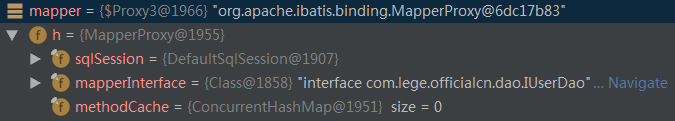 mapper = {$Proxy3@1966} "org.apache.ibatis.binding.MapperProxy@6dc17b83"
f h = {MapperProxy@1955}
f sqlSession = {DefaultSqlSession@1907}
f mapperInterface = {Class@1858} "interface com.lege.officialcn.dao.IUserDao"... Navigate
f methodCache = {ConcurrentHashMap@1951} size = 0